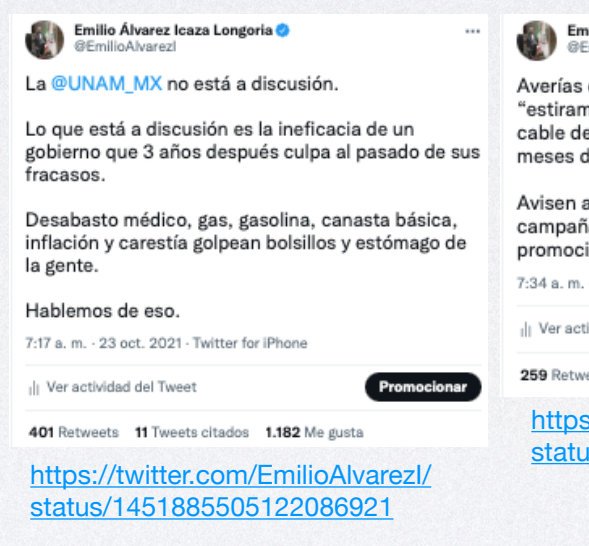 Emilio Álvarez Icaza Longoria
@EmilioAlvarezI
La @UNAM_MX no está a discusión.
Lo que está a discusión es la ineficacia de un
gobierno que 3 años después culpa al pasado de sus
fracasos.
Desabasto médico, gas, gasolina, canasta básica,
inflación y carestía golpean bolsillos y estómago de
la gente.
Hablemos de eso.
7:17 a. m. · 23 oct. 2021 · Twitter for iPhone
Ver actividad del Tweet
Promocionar
401 Retweets 11 Tweets citados 1.182 Me gusta
https://twitter.com/EmilioAlvarezI/
status/1451885505122086921
Averías
cable de
meses d
Avisen a
7:34 a. m.
Ver acti
259 Retwe
https
statu